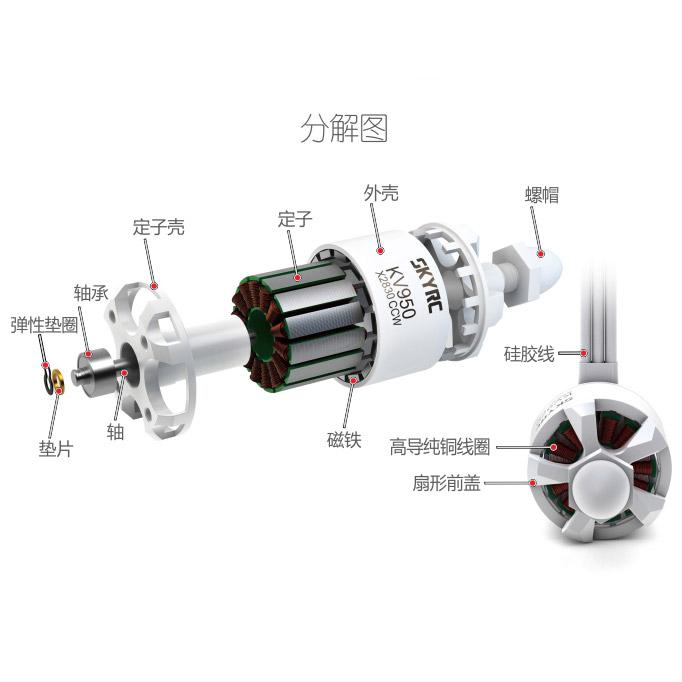 分解图
外壳
螺帽
定子
定子壳
轴承
弹性垫圈
SKYRC
KV950
X2830 CCW
硅胶线
轴
垫片
磁铁
高导纯铜线圈
扇形前盖